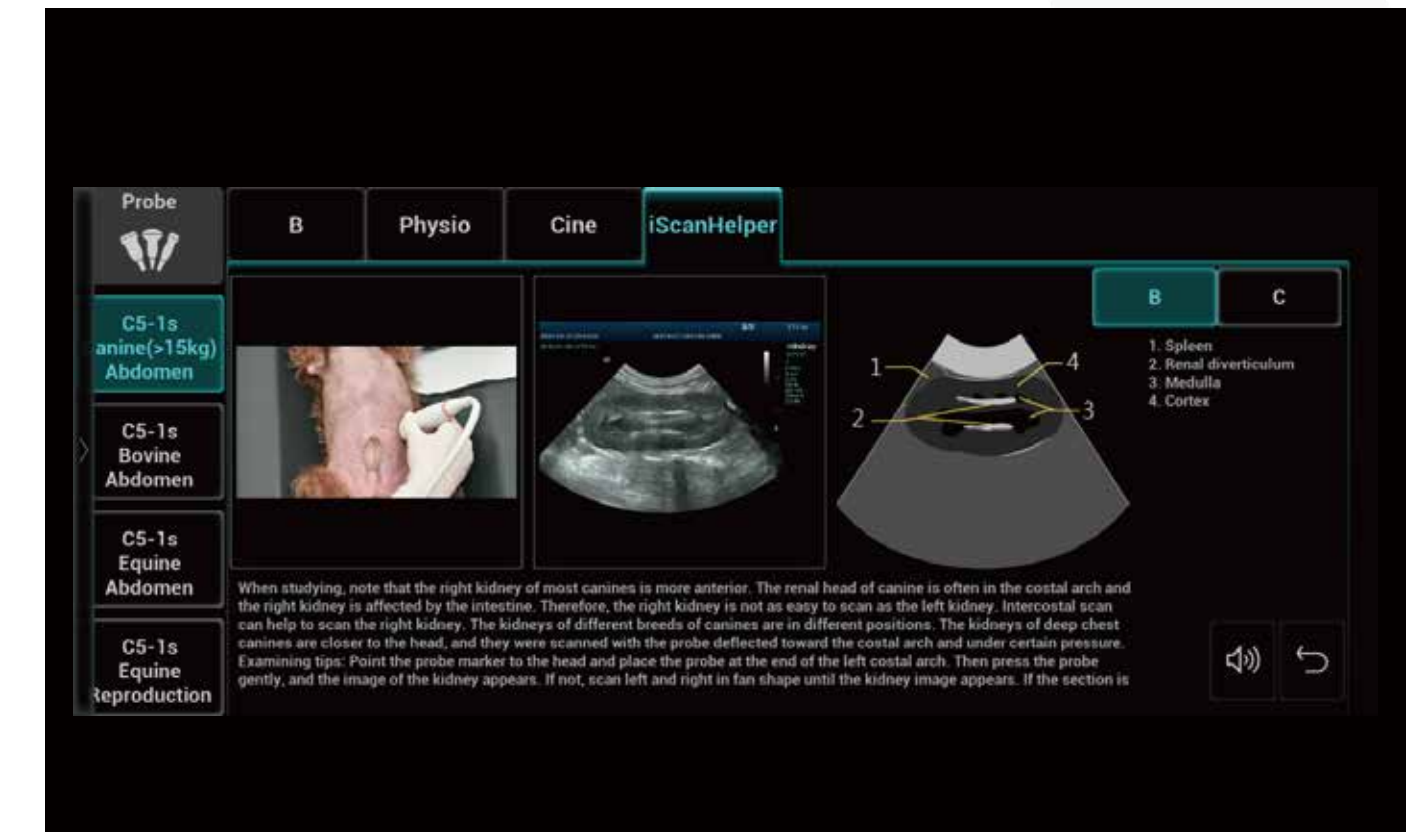 Probe
B
Physio
Cine
iScanHelper
C5-1s
anine(>15kg)
Abdomen
C5-1s
Bovine
Abdomen
C5-1s
Equine
Abdomen
C5-1s
Equine
Reproduction
B
C
1
2
3
4
1. Spleen
2. Renal diverticulum
3. Medulla
4. Cortex
When studying, note that the right kidney of most canines is more anterior. The renal head of canine is often in the costal arch and
the right kidney is affected by the intestine. Therefore, the right kidney is not as easy to scan as the left kidney. Intercostal scan
can help to scan the right kidney. The kidneys of different breeds of canines are in different positions. The kidneys of deep chest
canines are closer to the head, and they were scanned with the probe deflected toward the costal arch and under certain pressure.
Examining tips: Point the probe marker to the head and place the probe at the end of the left costal arch. Then press the probe
gently, and the image of the kidney appears. If not, scan left and right in fan shape until the kidney image appears. If the section is